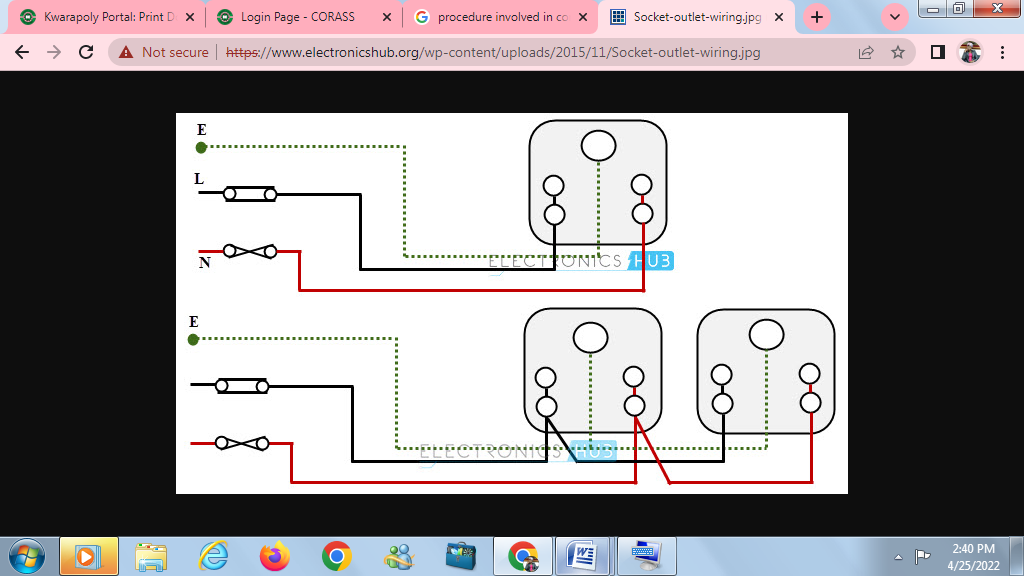 Kwarapoly Portal: Print D
Login Page - CORASS
procedure involved in co
Socket-outlet-wiring.jpg
Not secure
https://www.electronicshub.org/wp-content/uploads/2015/11/Socket-outlet-wiring.jpg
E
L
N
ELECTRONICS HUB
E
ELECTRONICS HUB
2:40 PM
4/25/2022